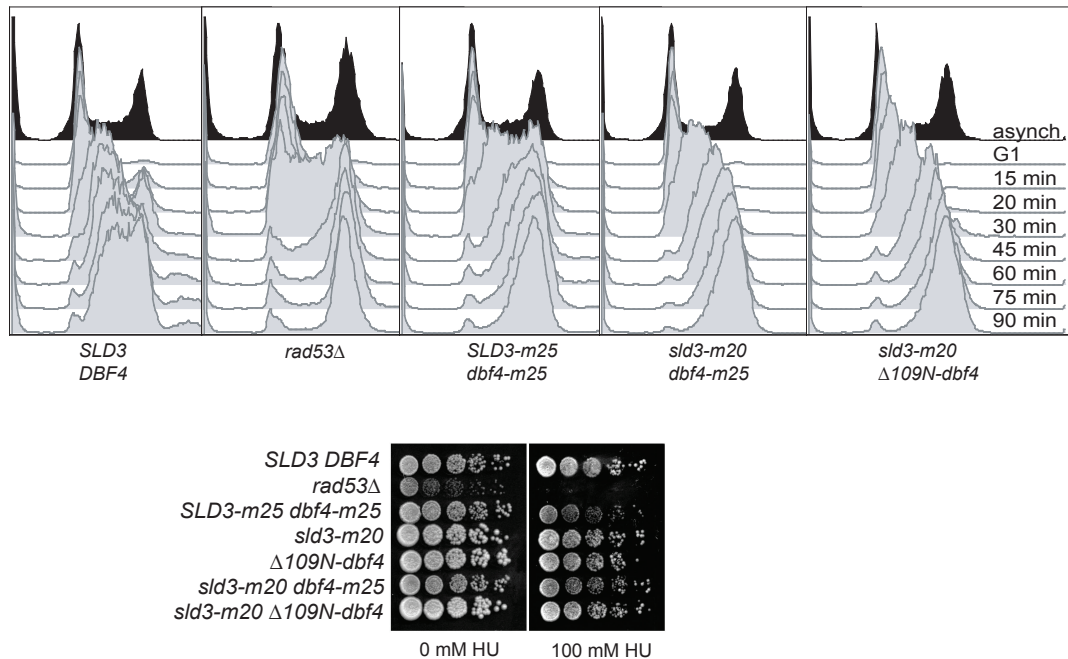 asynch
G1
15 min
20 min
30 min
45 min
60 min
75 min
90 min
SLD3
DBF4
rad53Δ
SLD3-m25
dbf4-m25
sld3-m20
dbf4-m25
sld3-m20
Δ109N-dbf4
SLD3 DBF4
rad53Δ
SLD3-m25 dbf4-m25
sld3-m20
Δ109N-dbf4
sld3-m20 dbf4-m25
sld3-m20 Δ109N-dbf4
0 mM HU
100 mM HU